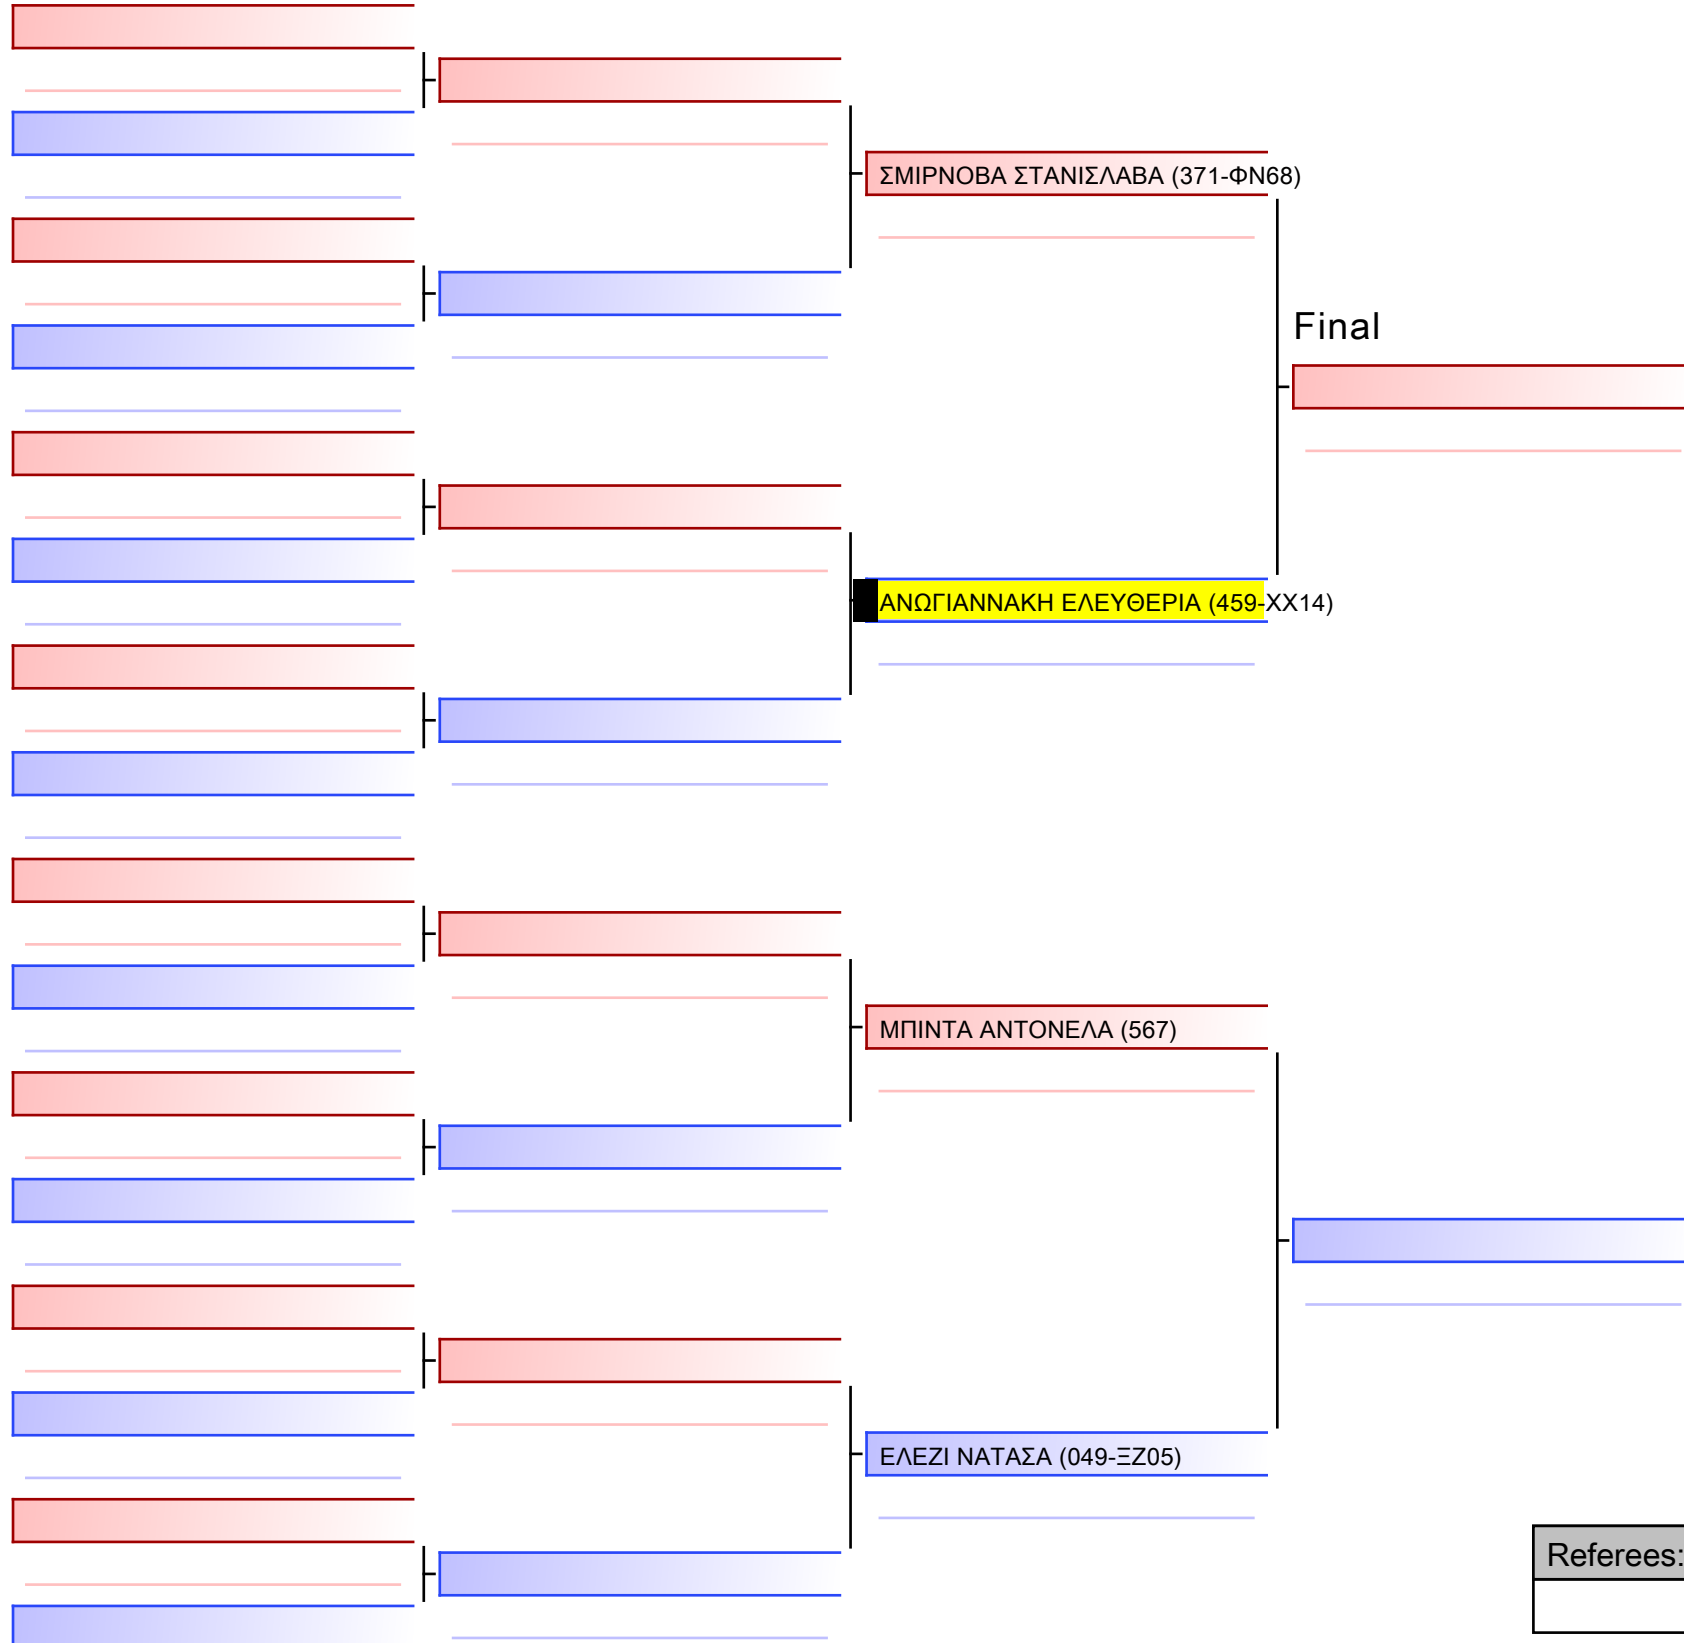 ΣΜΙΡΝΟΒΑ ΣΤΑΝΙΣΛΑΒΑ (371-ΦΝ68)
Final
ΑΝΩΓΙΑΝΝΑΚΗ ΕΛΕΥΘΕΡΙΑ (459-ΧΧ14)
ΜΠΙΝΤΑ ΑΝΤΟΝΕΛΑ (567)
ΕΛΕΖΙ ΝΑΤΑΣΑ (049-ΞΖ05)
Referees: